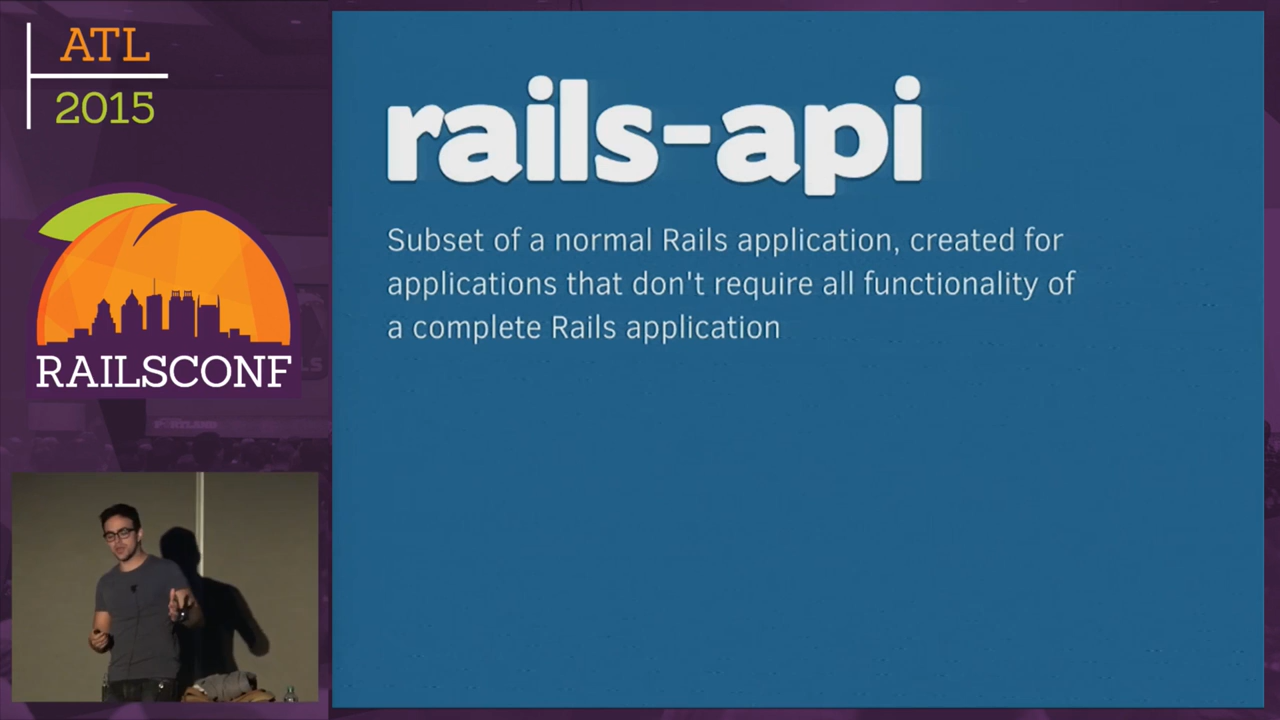 ATL
2015
RAILSCONF
rails-api
Subset of a normal Rails application, created for
applications that don't require all functionality of
a complete Rails application